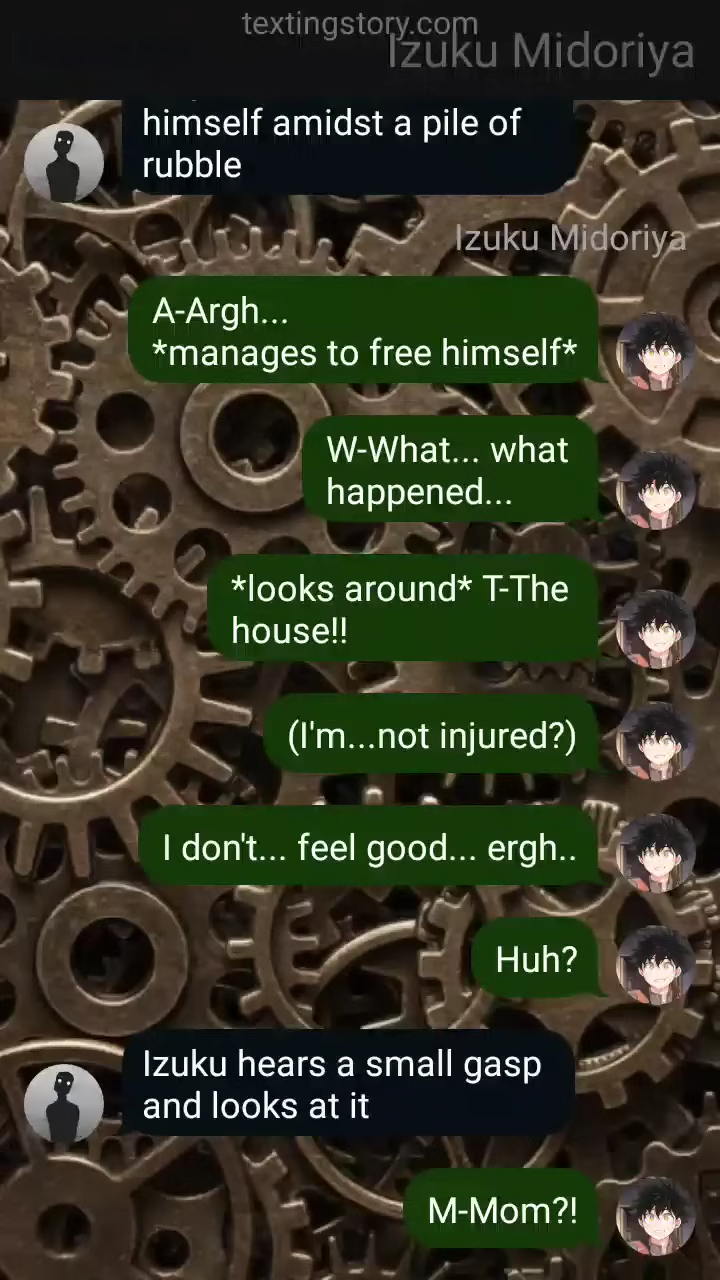 textingstory.com
Izuku Midoriya
himself amidst a pile of
rubble
Izuku Midoriya
A-Argh...
*manages to free himself*
W-What... what
happened...
*looks around* T-The
house!!
(I'm...not injured?)
I don't... feel good... ergh..
Huh?
Izuku hears a small gasp
and looks at it
M-Mom?!